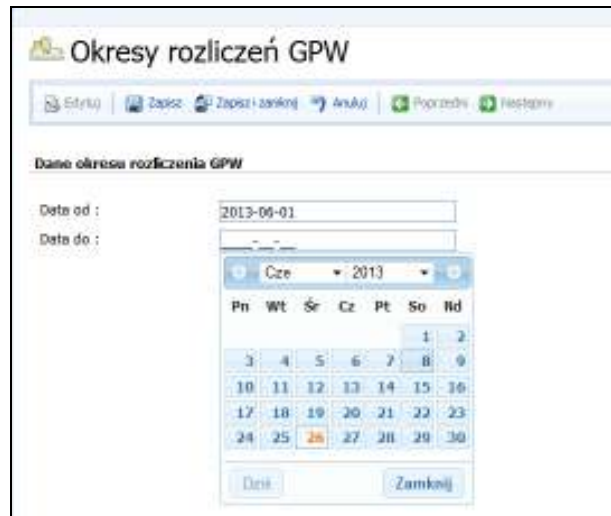 Okresy rozliczeń GPW
Edytuj Zapisz Zapisz i zamknij Anuluj Poprzedni Następny
Dane okresu rozliczenia GPW
Data od : 2013-06-01
Data do : ____-__-__
Cze 2013
Pn Wt Śr Cz Pt So Nd
1 2
3 4 5 6 7 8 9
10 11 12 13 14 15 16
17 18 19 20 21 22 23
24 25 26 27 28 29 30
Dziś Zamknij